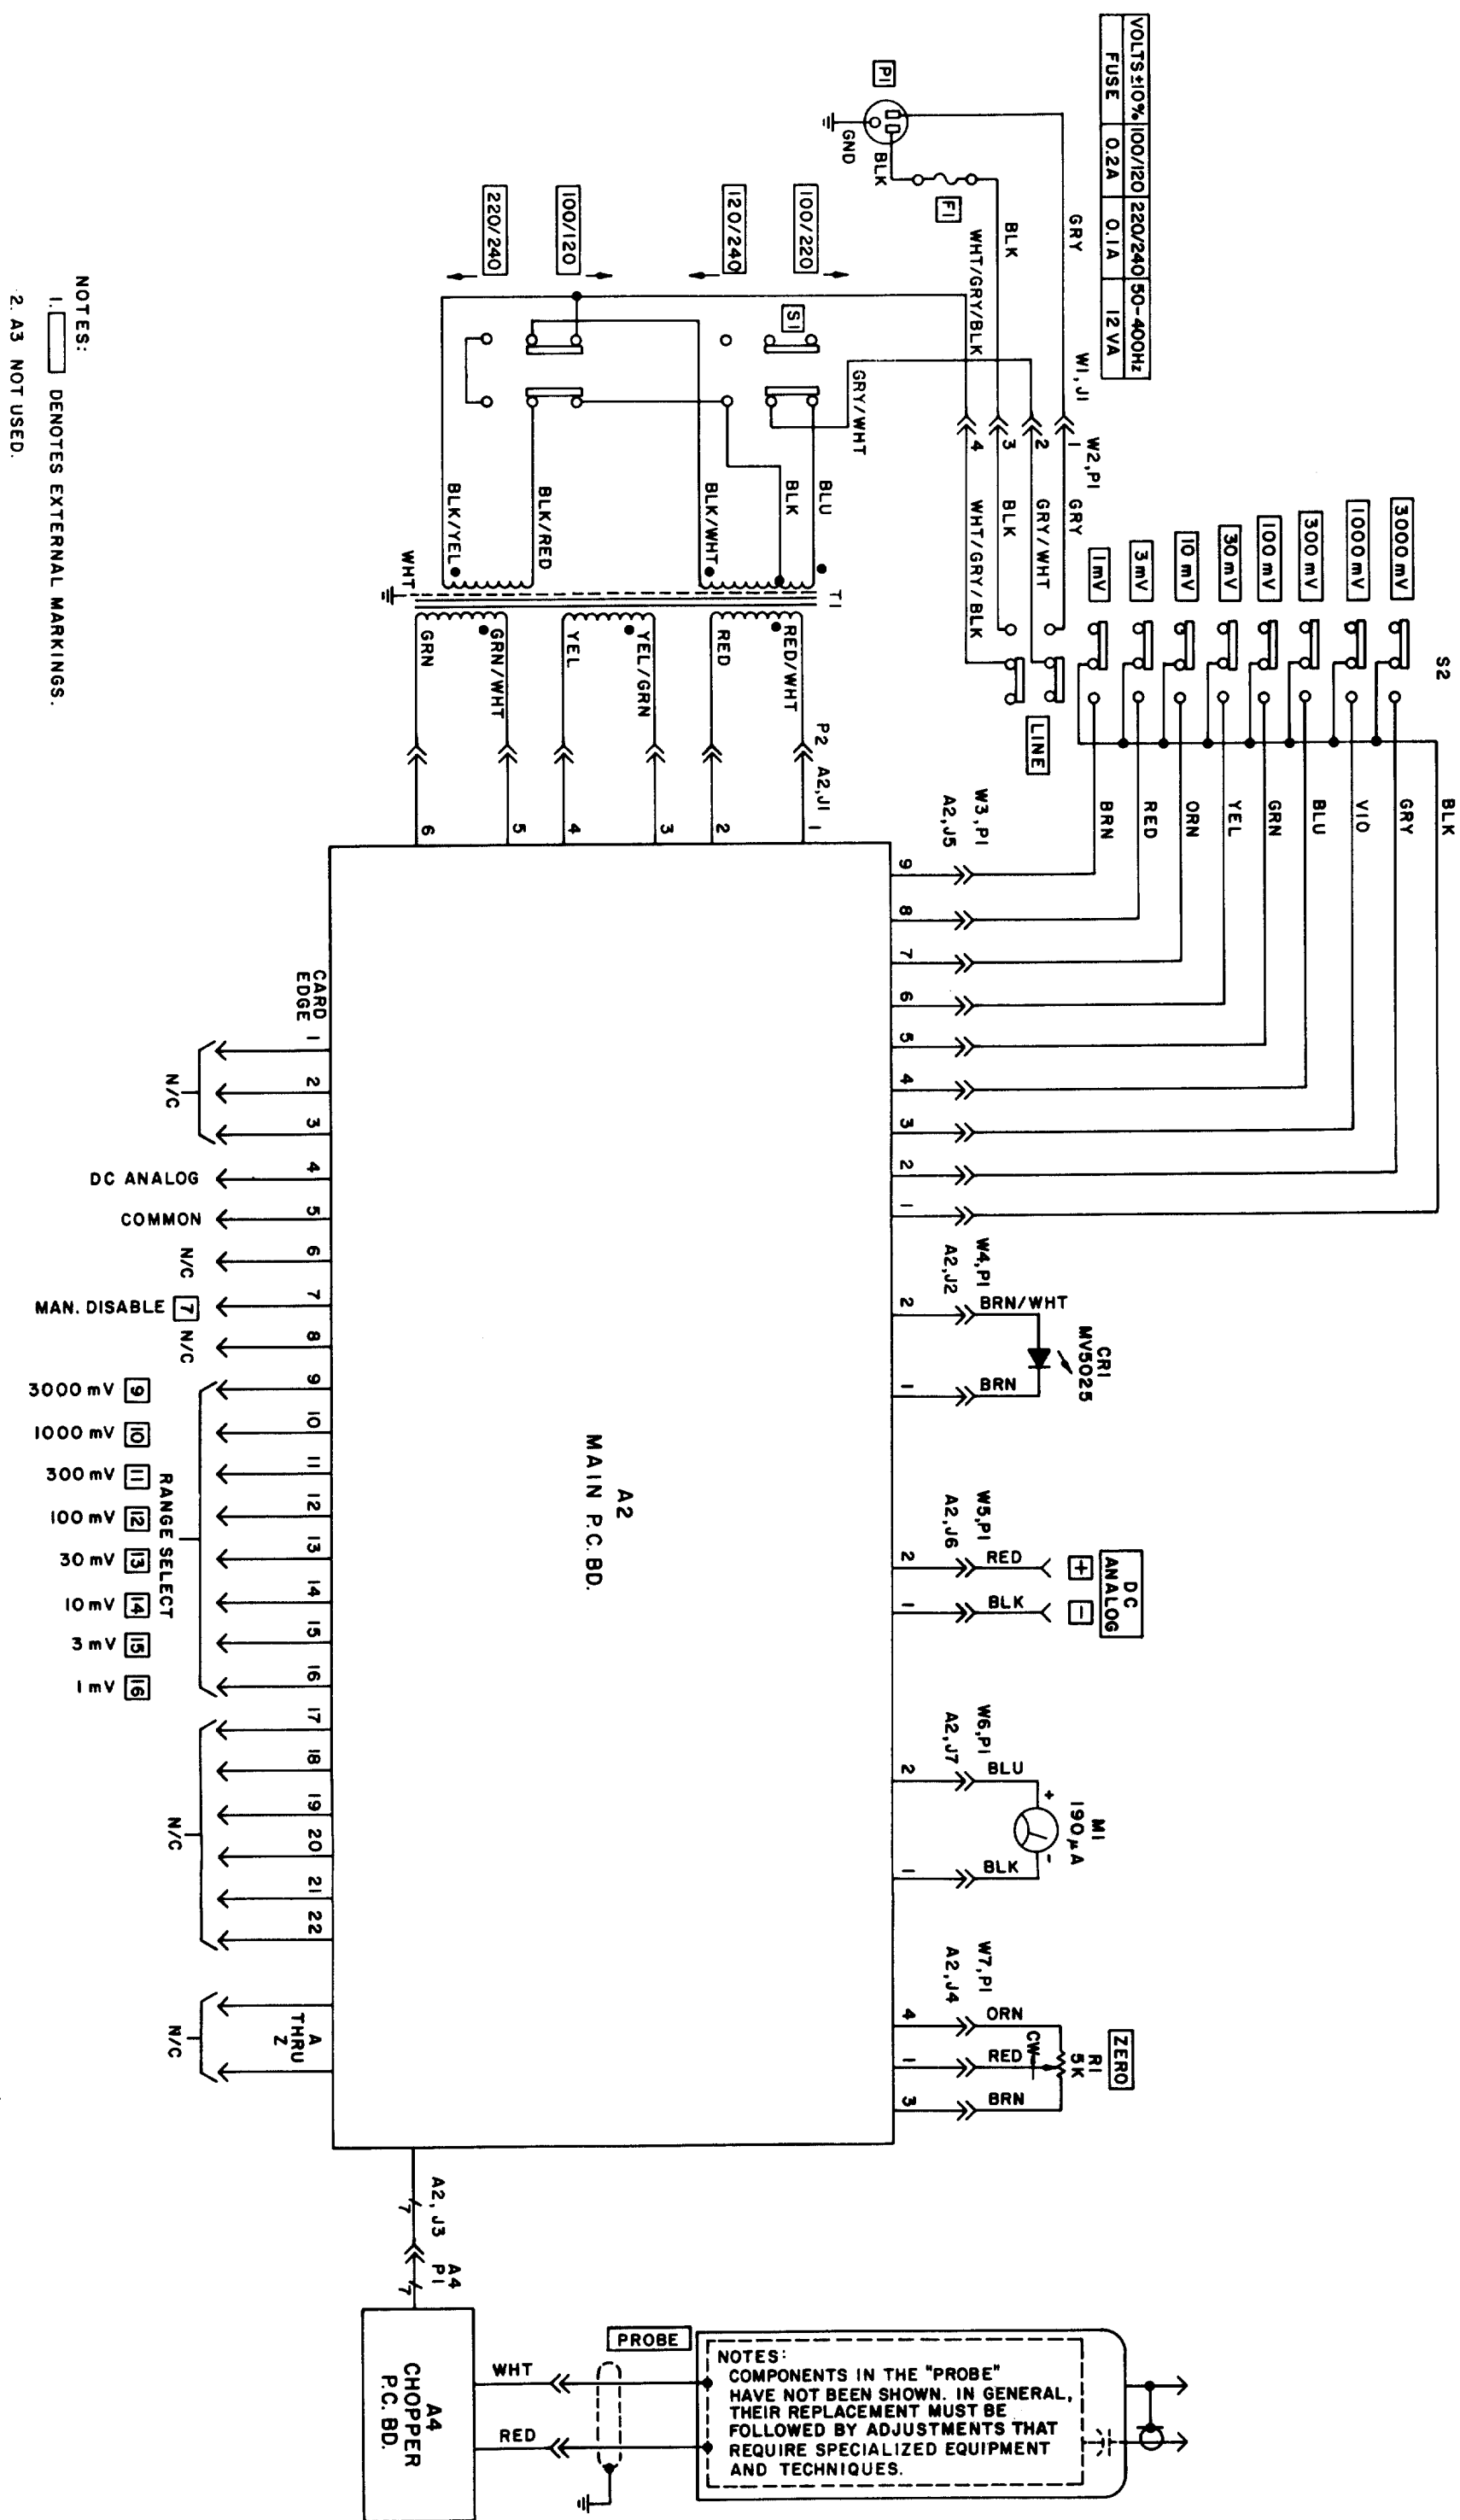 VOLTS±10% 100/120 220/240 50-400Hz
FUSE 0.2A 0.1A 12 VA
P1
GND
BLK
F1
GRY
BLK
WHT/GRY/BLK
W1,J1
W2,P1
1
2
3
4
GRY
GRY/WHT
BLK
WHT/GRY/BLK
100/220
120/240
100/120
220/240
S1
GRY/WHT
BLU
BLK
BLK/WHT
BLK/RED
BLK/YEL
WHT
T1
RED/WHT
RED
YEL/GRN
YEL
GRN/WHT
GRN
P2
A2,J1
1
2
3
4
5
6
3000 mV
1000 mV
300 mV
100 mV
30 mV
10 mV
3 mV
1 mV
S2
LINE
BLK
GRY
VIO
BLU
GRN
YEL
ORN
RED
BRN
W3,P1
A2,J5
9
8
7
6
5
4
3
2
1
W4,P1
A2,J2
2
BRN/WHT
1
BRN
CR1
MV5025
W5,P1
A2,J6
2
RED
+
1
BLK
-
DC
ANALOG
W6,P1
A2,J7
2
BLU
+
1
BLK
-
M1
190µA
W7,P1
A2,J4
4
ORN
1
RED
3
BRN
CW
R1
5K
ZERO
A2
MAIN P.C. BD.
CARD
EDGE
1
2
3
N/C
4
DC ANALOG
5
COMMON
6
N/C
7
MAN. DISABLE 7
8
N/C
9
3000 mV 9
10
1000 mV 10
11
300 mV 11
12
100 mV 12
13
30 mV 13
14
10 mV 14
15
3 mV 15
16
1 mV 16
RANGE SELECT
17
18
19
20
21
22
N/C
A
THRU
Z
N/C
A2, J3
7
A4
P1
7
A4
CHOPPER
P.C. BD.
WHT
RED
PROBE
NOTES:
COMPONENTS IN THE "PROBE"
HAVE NOT BEEN SHOWN. IN GENERAL,
THEIR REPLACEMENT MUST BE
FOLLOWED BY ADJUSTMENTS THAT
REQUIRE SPECIALIZED EQUIPMENT
AND TECHNIQUES.
NOTES:
1. DENOTES EXTERNAL MARKINGS.
2. A3 NOT USED.